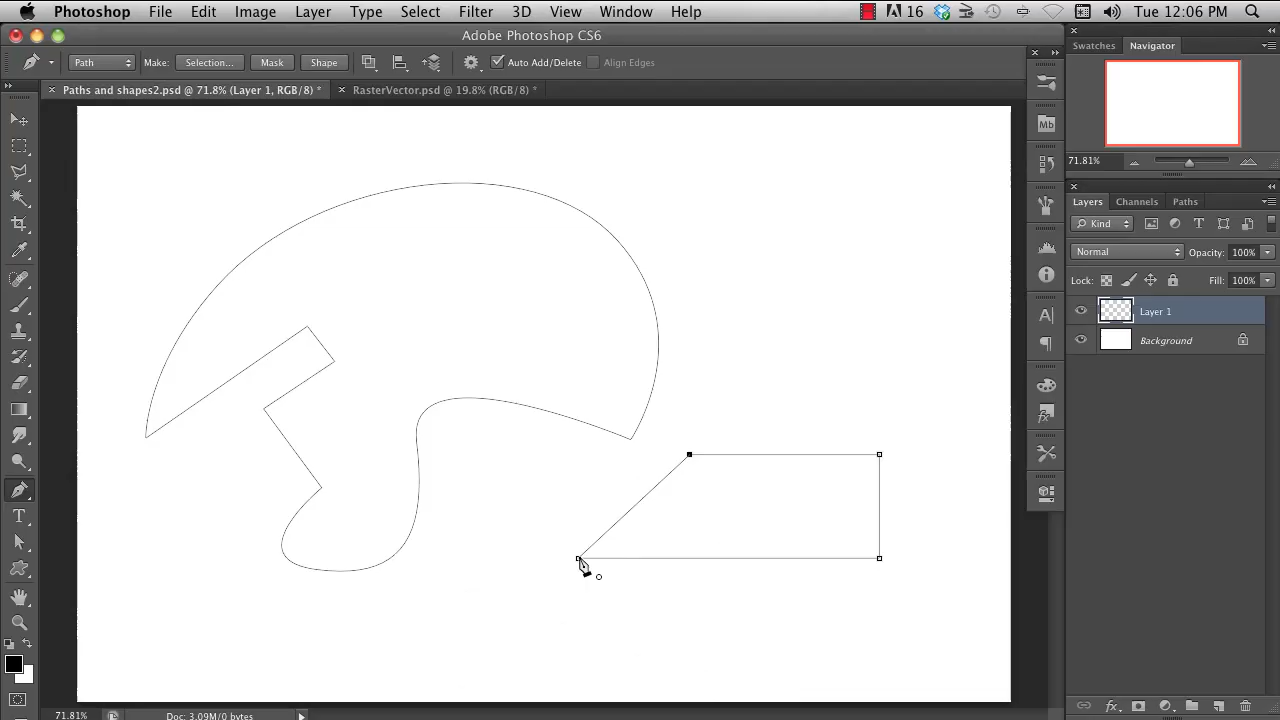 Photoshop File Edit Image Layer Type Select Filter 3D View Window Help 16 Tue 12:06 PM
Adobe Photoshop CS6
Path Make: Selection... Mask Shape Auto Add/Delete Align Edges
Paths and shapes2.psd @ 71.8% (Layer 1, RGB/8) * RasterVector.psd @ 19.8% (RGB/8) *
Swatches Navigator
Mb
71.81%
Layers Channels Paths
Kind T
Normal Opacity: 100%
Lock: Fill: 100%
A
Layer 1
Background
fx
T
71.81% Doc: 3.09M/0 bytes
fx.